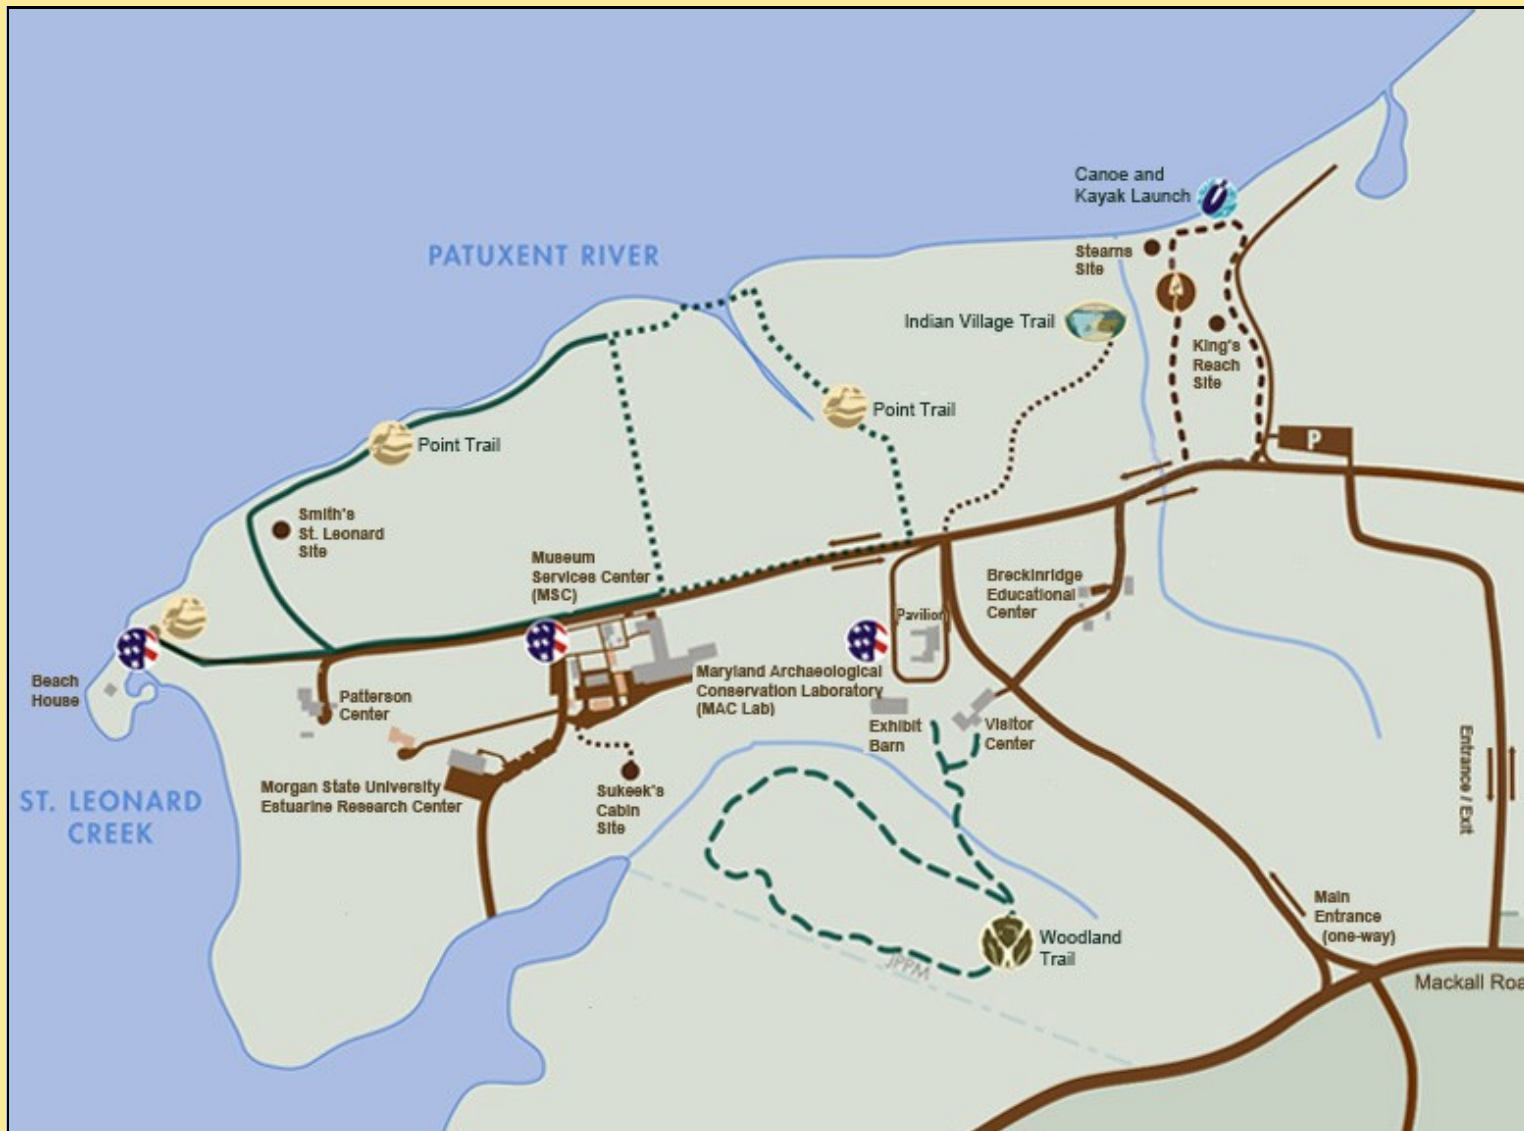 Canoe and
Kayak Launch
PATUXENT RIVER
Stearns
Site
Indian Village Trail
King's
Reach
Site
Point Trail
Point Trail
P
Smith's
St. Leonard
Site
Museum
Services Center
(MSC)
Breckinridge
Educational
Center
Pavilion
Beach
House
Patterson
Center
Maryland Archaeological
Conservation Laboratory
(MAC Lab)
Exhibit
Barn
Visitor
Center
Entrance / Exit
ST. LEONARD
CREEK
Morgan State University
Estuarine Research Center
Sukeek's
Cabin
Site
Main
Entrance
(one-way)
Woodland
Trail
JPPM
Mackall Roa